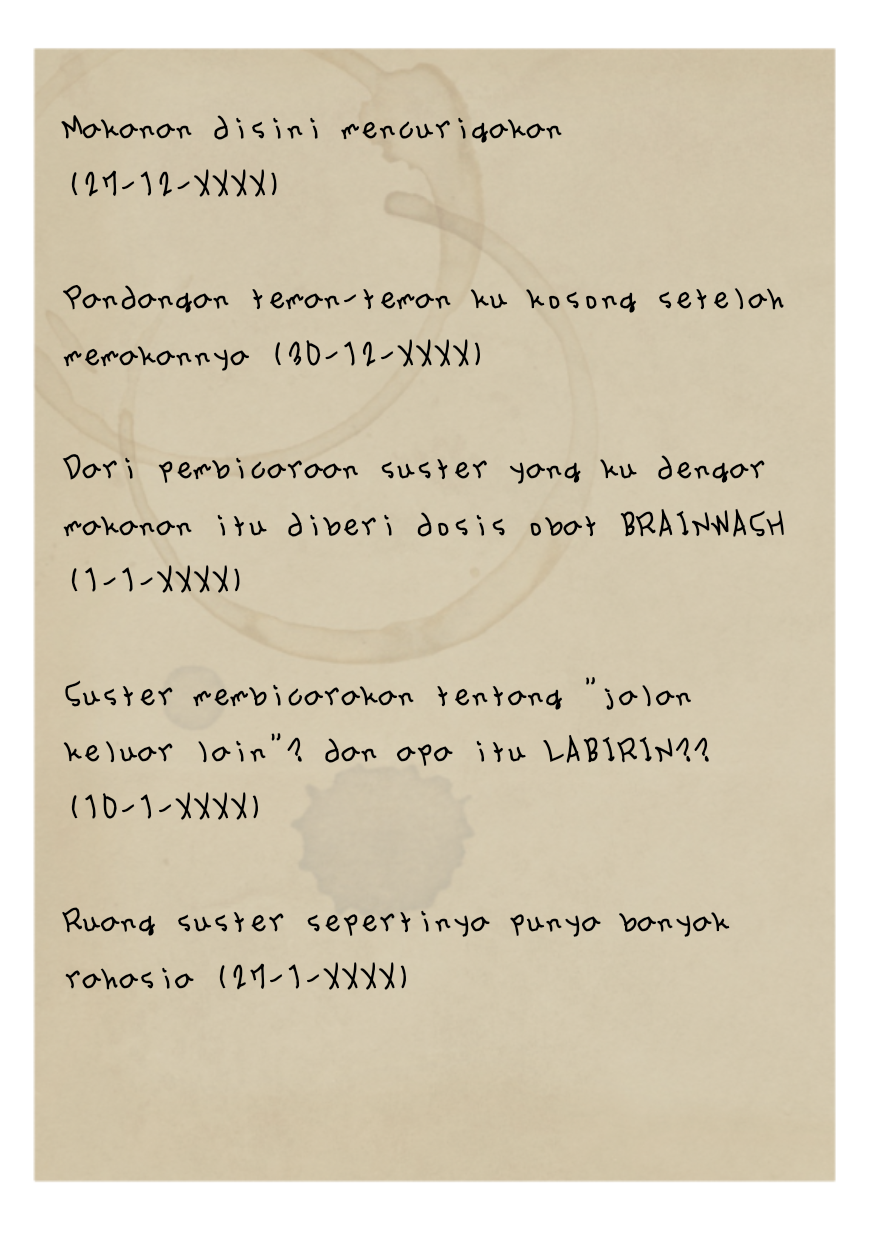 Makanan disini mencurigakan
(27-12-XXXX)
Pandangan teman-teman ku kosong setelah
memakannya (30-12-XXXX)
Dari pembicaraan suster yang ku dengar
makanan itu diberi dosis obat BRAINWASH
(1-1-XXXX)
Suster membicarakan tentang "jalan
keluar lain"? dan apa itu LABIRIN??
(10-1-XXXX)
Ruang suster sepertinya punya banyak
rahasia (27-1-XXXX)